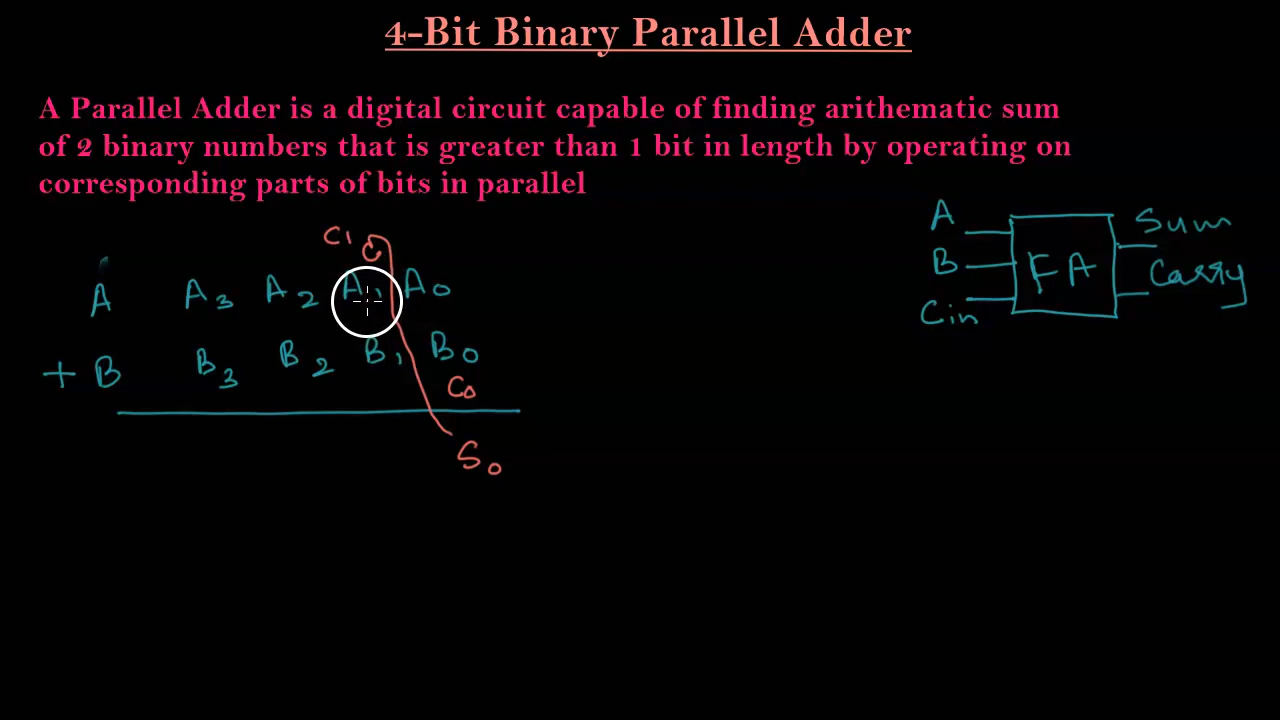 4-Bit Binary Parallel Adder
A Parallel Adder is a digital circuit capable of finding arithematic sum
of 2 binary numbers that is greater than 1 bit in length by operating on
corresponding parts of bits in parallel
C1 C
A A3 A2 A1 A0
+ B B3 B2 B1 B0
C0
S0
A
B
Cin
FA
Sum
Carry